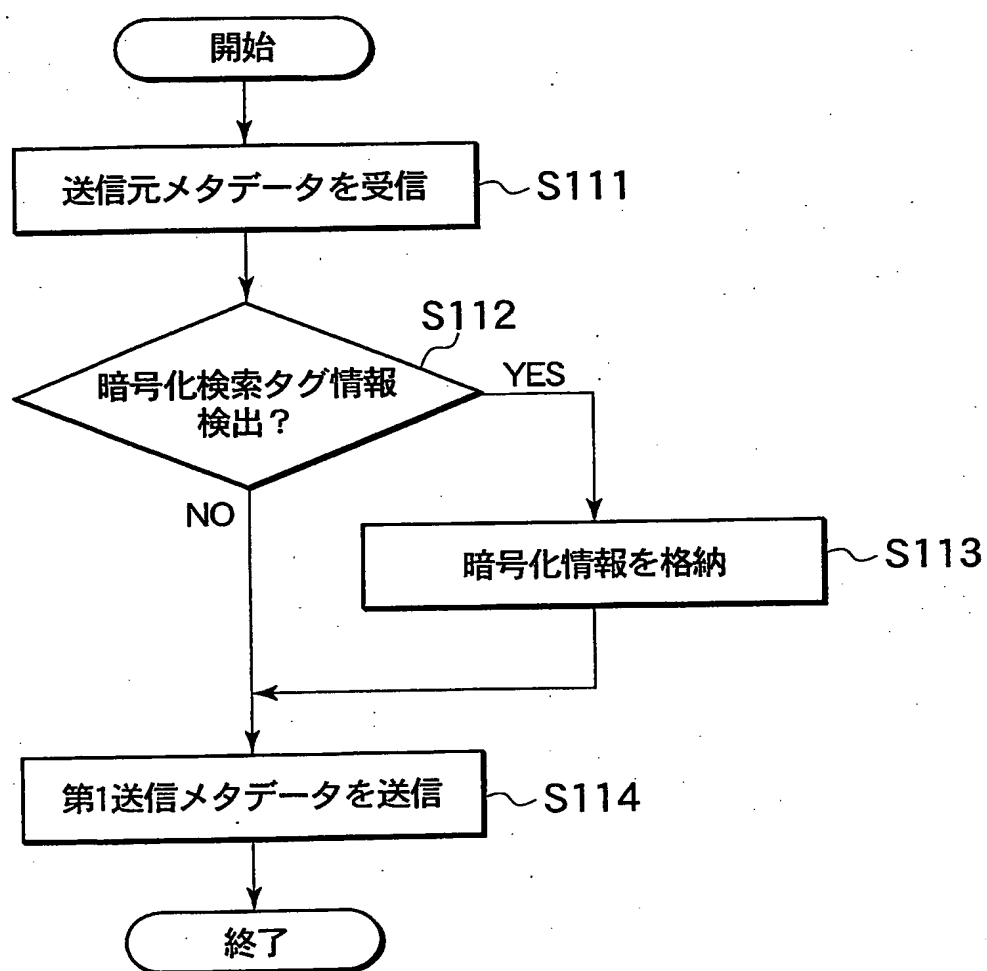 開始
送信元メタデータを受信
S111
S112
暗号化検索タグ情報
検出？
YES
NO
暗号化情報を格納
S113
第1送信メタデータを送信
S114
終了